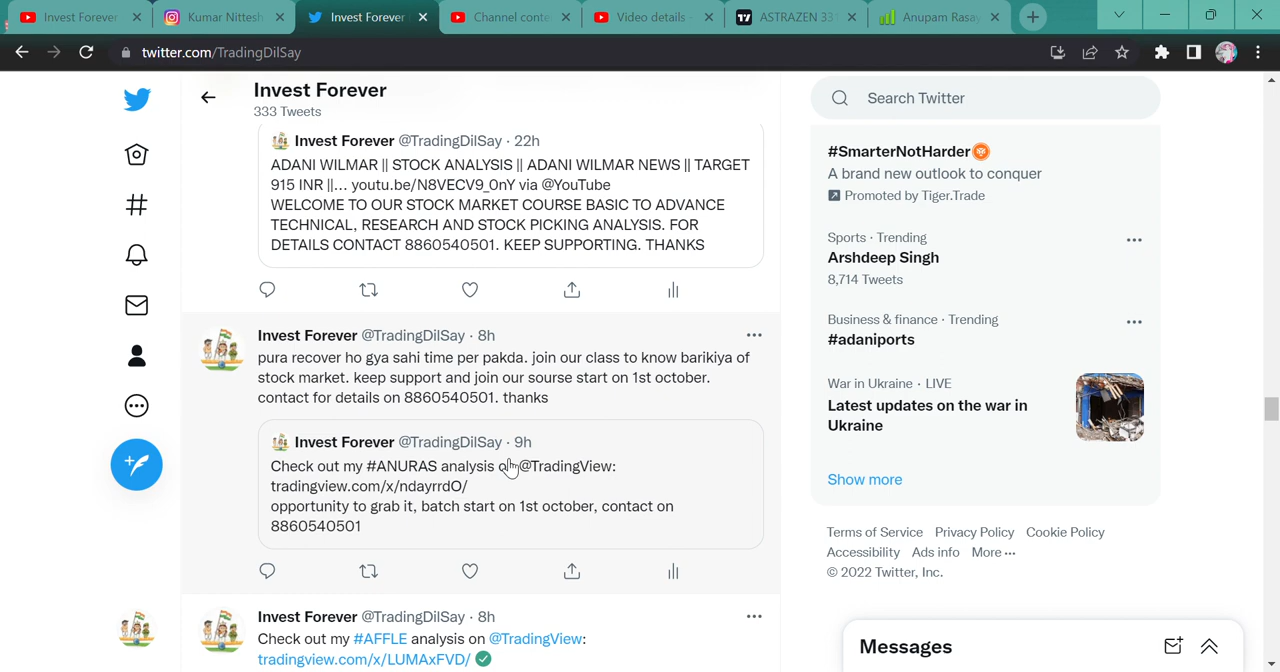 Invest Forever
Kumar Nittesh
Invest Forever
Channel conte
Video details -
ASTRAZEN 331
Anupam Rasay
twitter.com/TradingDilSay
Invest Forever
333 Tweets
Invest Forever @TradingDilSay · 22h
ADANI WILMAR || STOCK ANALYSIS || ADANI WILMAR NEWS || TARGET
915 INR ||... youtu.be/N8VECV9_0nY via @YouTube
WELCOME TO OUR STOCK MARKET COURSE BASIC TO ADVANCE
TECHNICAL, RESEARCH AND STOCK PICKING ANALYSIS. FOR
DETAILS CONTACT 8860540501. KEEP SUPPORTING. THANKS
Invest Forever @TradingDilSay · 8h
pura recover ho gya sahi time per pakda. join our class to know barikiya of
stock market. keep support and join our sourse start on 1st october.
contact for details on 8860540501. thanks
Invest Forever @TradingDilSay · 9h
Check out my #ANURAS analysis @TradingView:
tradingview.com/x/ndayrrdO/
opportunity to grab it, batch start on 1st october, contact on
8860540501
Invest Forever @TradingDilSay · 8h
Check out my #AFFLE analysis on @TradingView:
tradingview.com/x/LUMAxFVD/
Search Twitter
#SmarterNotHarder
A brand new outlook to conquer
Promoted by Tiger.Trade
Sports · Trending
Arshdeep Singh
8,714 Tweets
Business & finance · Trending
#adaniports
War in Ukraine · LIVE
Latest updates on the war in
Ukraine
Show more
Terms of Service Privacy Policy Cookie Policy
Accessibility Ads info More ···
© 2022 Twitter, Inc.
Messages